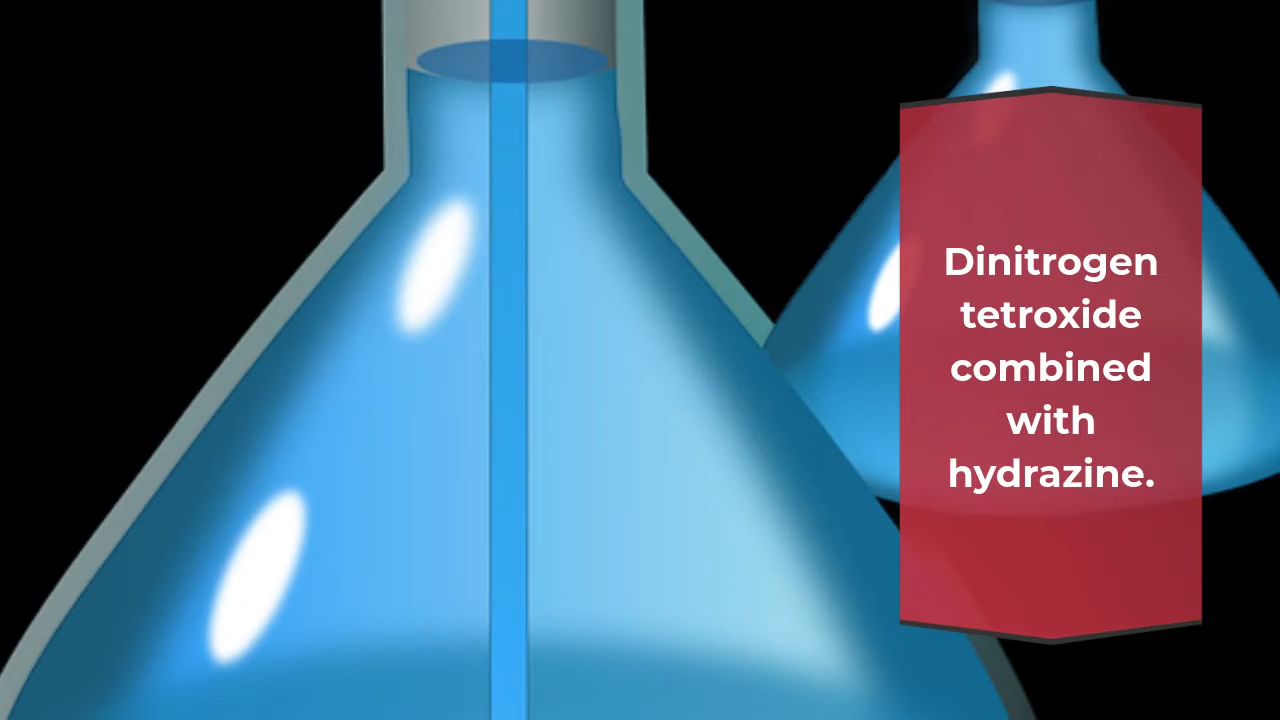 Dinitrogen
tetroxide
combined
with
hydrazine.